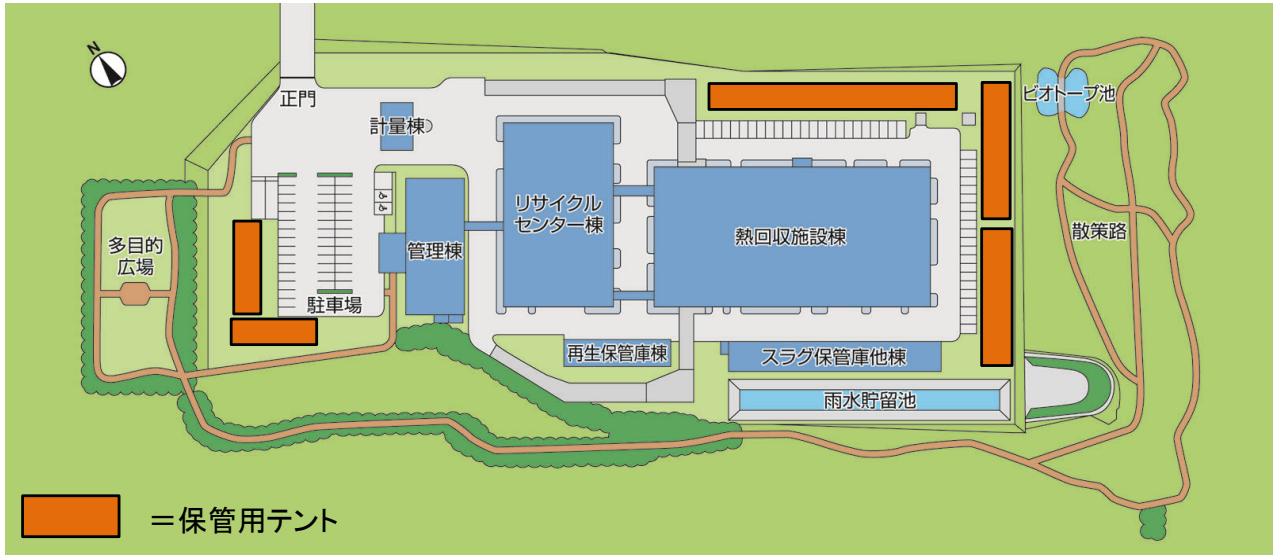 N
正門
計量棟
ビオトープ池
リサイクル
センター棟
熱回収施設棟
管理棟
散策路
多目的
広場
駐車場
再生保管庫棟
スラグ保管庫他棟
雨水貯留池
=保管用テント